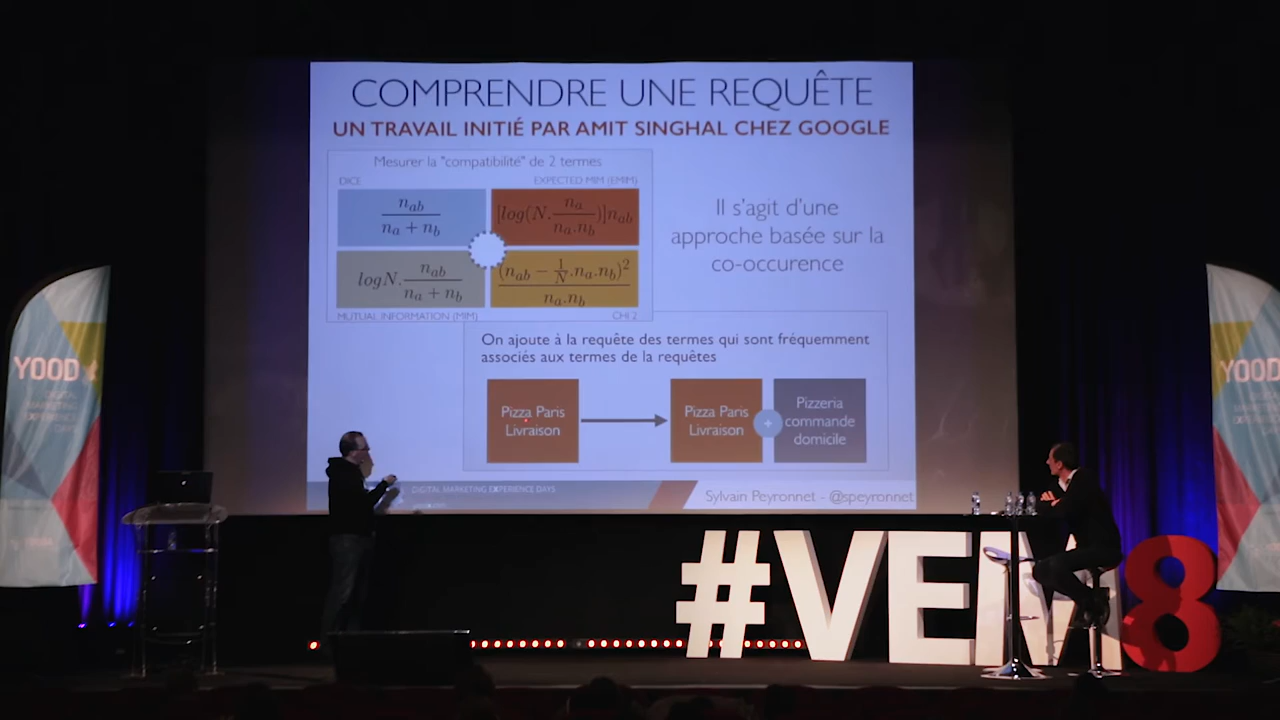 COMPRENDRE UNE REQUÊTE
UN TRAVAIL INITIÉ PAR AMIT SINGHAL CHEZ GOOGLE
Mesurer la "compatibilité" de 2 termes
DICE
EXPECTED MIM (EMIM)
n_ab / (n_a + n_b)
[log(N. n_a / (n_a.n_b))]n_ab
logN. n_ab / (n_a + n_b)
(n_ab − 1/N .n_a.n_b)² / (n_a.n_b)
MUTUAL INFORMATION (MIM)
CHI 2
Il s'agit d'une
approche basée sur la
co-occurence
On ajoute à la requête des termes qui sont fréquemment
associés aux termes de la requêtes
Pizza Paris
Livraison
Pizza Paris
Livraison
+
Pizzeria
commande
domicile
DIGITAL MARKETING EXPERIENCE DAYS
Sylvain Peyronnet - @speyronnet
YOOD
DIGITAL
MARKETING
EXPERIENCE
DAYS
YOOD
#VEM8